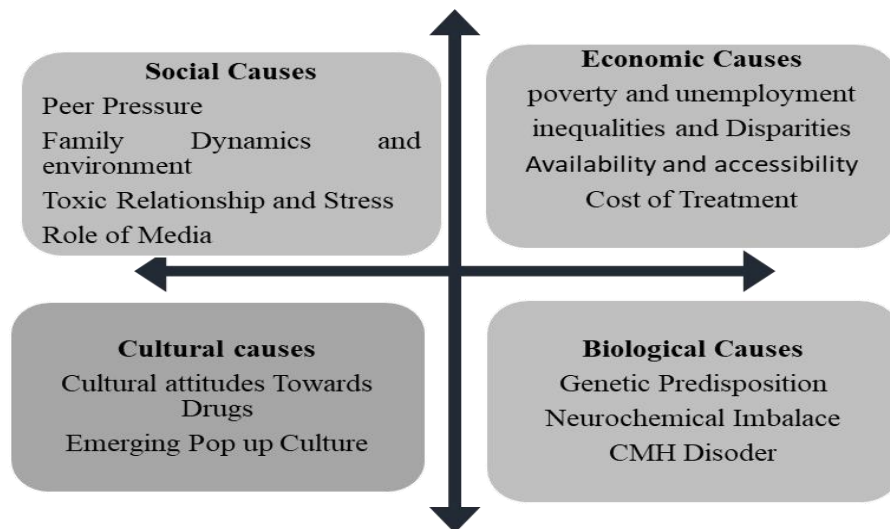 Social Causes
Peer Pressure
Family Dynamics and
environment
Toxic Relationship and Stress
Role of Media
Economic Causes
poverty and unemployment
inequalities and Disparities
Availability and accessibility
Cost of Treatment
Cultural causes
Cultural attitudes Towards
Drugs
Emerging Pop up Culture
Biological Causes
Genetic Predisposition
Neurochemical Imbalace
CMH Disoder